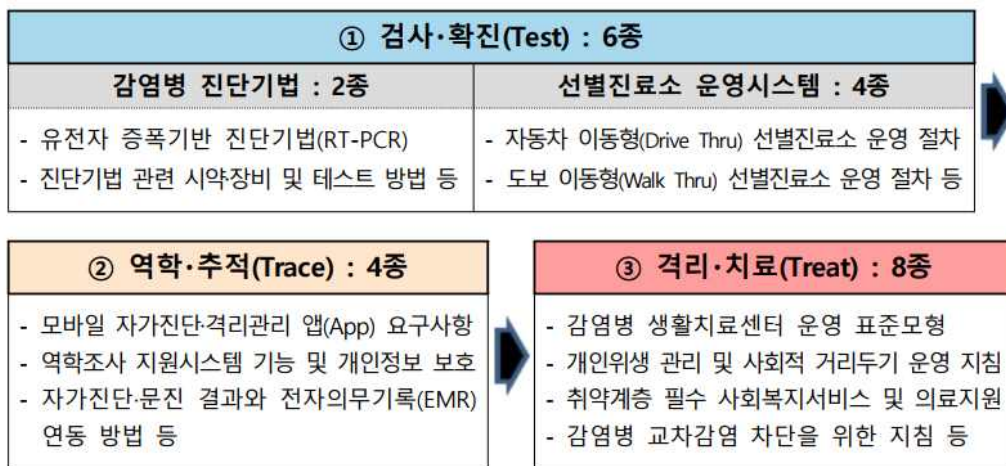 ① 검사·확진(Test) : 6종
감염병 진단기법 : 2종
- 유전자 증폭기반 진단기법(RT-PCR)
- 진단기법 관련 시약장비 및 테스트 방법 등
선별진료소 운영시스템 : 4종
- 자동차 이동형(Drive Thru) 선별진료소 운영 절차
- 도보 이동형(Walk Thru) 선별진료소 운영 절차 등
② 역학·추적(Trace) : 4종
- 모바일 자가진단·격리관리 앱(App) 요구사항
- 역학조사 지원시스템 기능 및 개인정보 보호
- 자가진단·문진 결과와 전자의무기록(EMR)
연동 방법 등
③ 격리·치료(Treat) : 8종
- 감염병 생활치료센터 운영 표준모형
- 개인위생 관리 및 사회적 거리두기 운영 지침
- 취약계층 필수 사회복지서비스 및 의료지원
- 감염병 교차감염 차단을 위한 지침 등